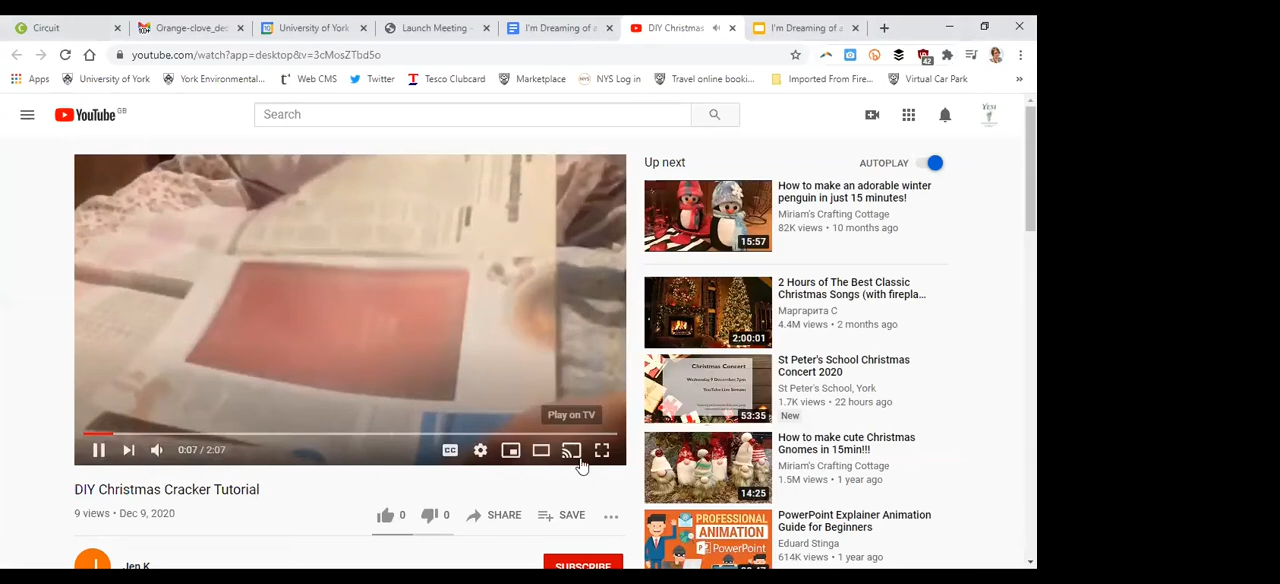 Circuit
Orange-clove_dec
University of York
Launch Meeting -
I'm Dreaming of a
DIY Christmas
I'm Dreaming of a
youtube.com/watch?app=desktop&v=3cMosZTbd5o
42
Apps
University of York
York Environmental...
Web CMS
Twitter
Tesco Clubcard
Marketplace
NYS Log in
Travel online booki...
Imported From Fire...
Virtual Car Park
»
YouTube GB
Search
Up next
AUTOPLAY
How to make an adorable winter
penguin in just 15 minutes!
Miriam's Crafting Cottage
82K views • 10 months ago
15:57
2 Hours of The Best Classic
Christmas Songs (with firepla...
Маргарита С
4.4M views • 2 months ago
2:00:01
St Peter's School Christmas
Concert 2020
St Peter's School, York
1.7K views • 22 hours ago
New
Christmas Concert
53:35
How to make cute Christmas
Gnomes in 15min!!!
Miriam's Crafting Cottage
1.5M views • 1 year ago
14:25
PowerPoint Explainer Animation
Guide for Beginners
Eduard Stinga
614K views • 1 year ago
PROFESSIONAL
ANIMATION
PowerPoint
Play on TV
0:07 / 2:07
CC
DIY Christmas Cracker Tutorial
9 views • Dec 9, 2020
0
0
SHARE
SAVE
Jen K
SUBSCRIBE